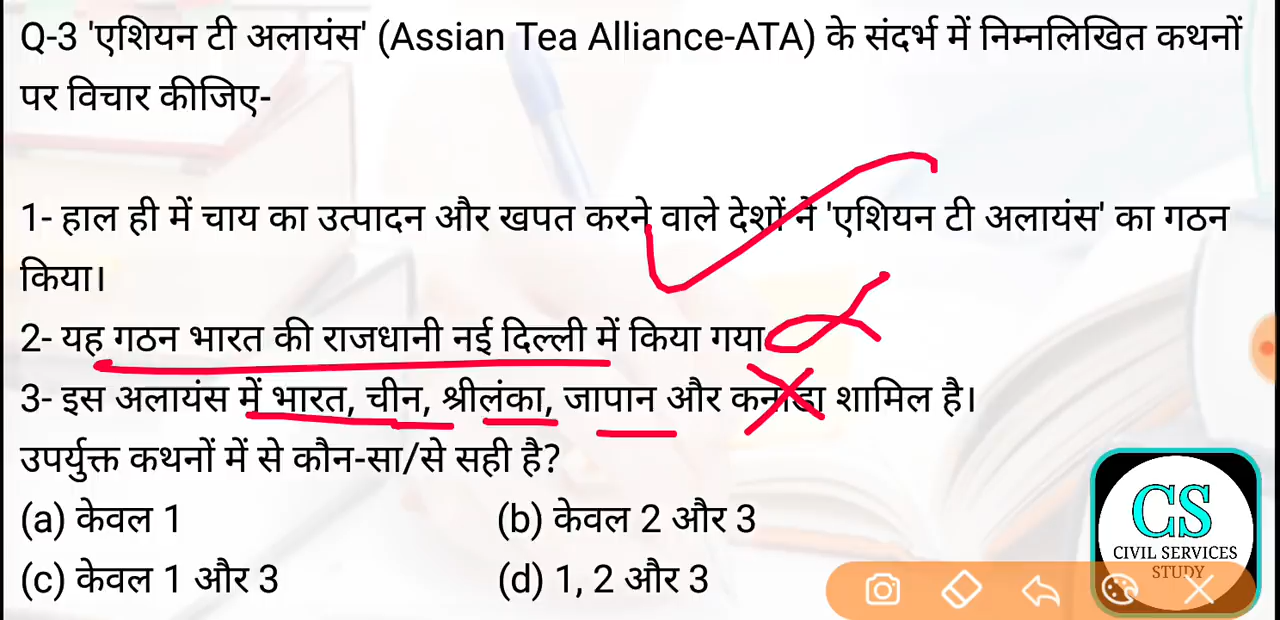 Q-3 'एशियन टी अलायंस' (Assian Tea Alliance-ATA) के संदर्भ में निम्नलिखित कथनों
पर विचार कीजिए-
1- हाल ही में चाय का उत्पादन और खपत करने वाले देशों ने 'एशियन टी अलायंस' का गठन
किया।
2- यह गठन भारत की राजधानी नई दिल्ली में किया गया
3- इस अलायंस में भारत, चीन, श्रीलंका, जापान और कनाडा शामिल है।
उपर्युक्त कथनों में से कौन-सा/से सही है?
(a) केवल 1 (b) केवल 2 और 3
(c) केवल 1 और 3 (d) 1, 2 और 3
CS
CIVIL SERVICES
STUDY